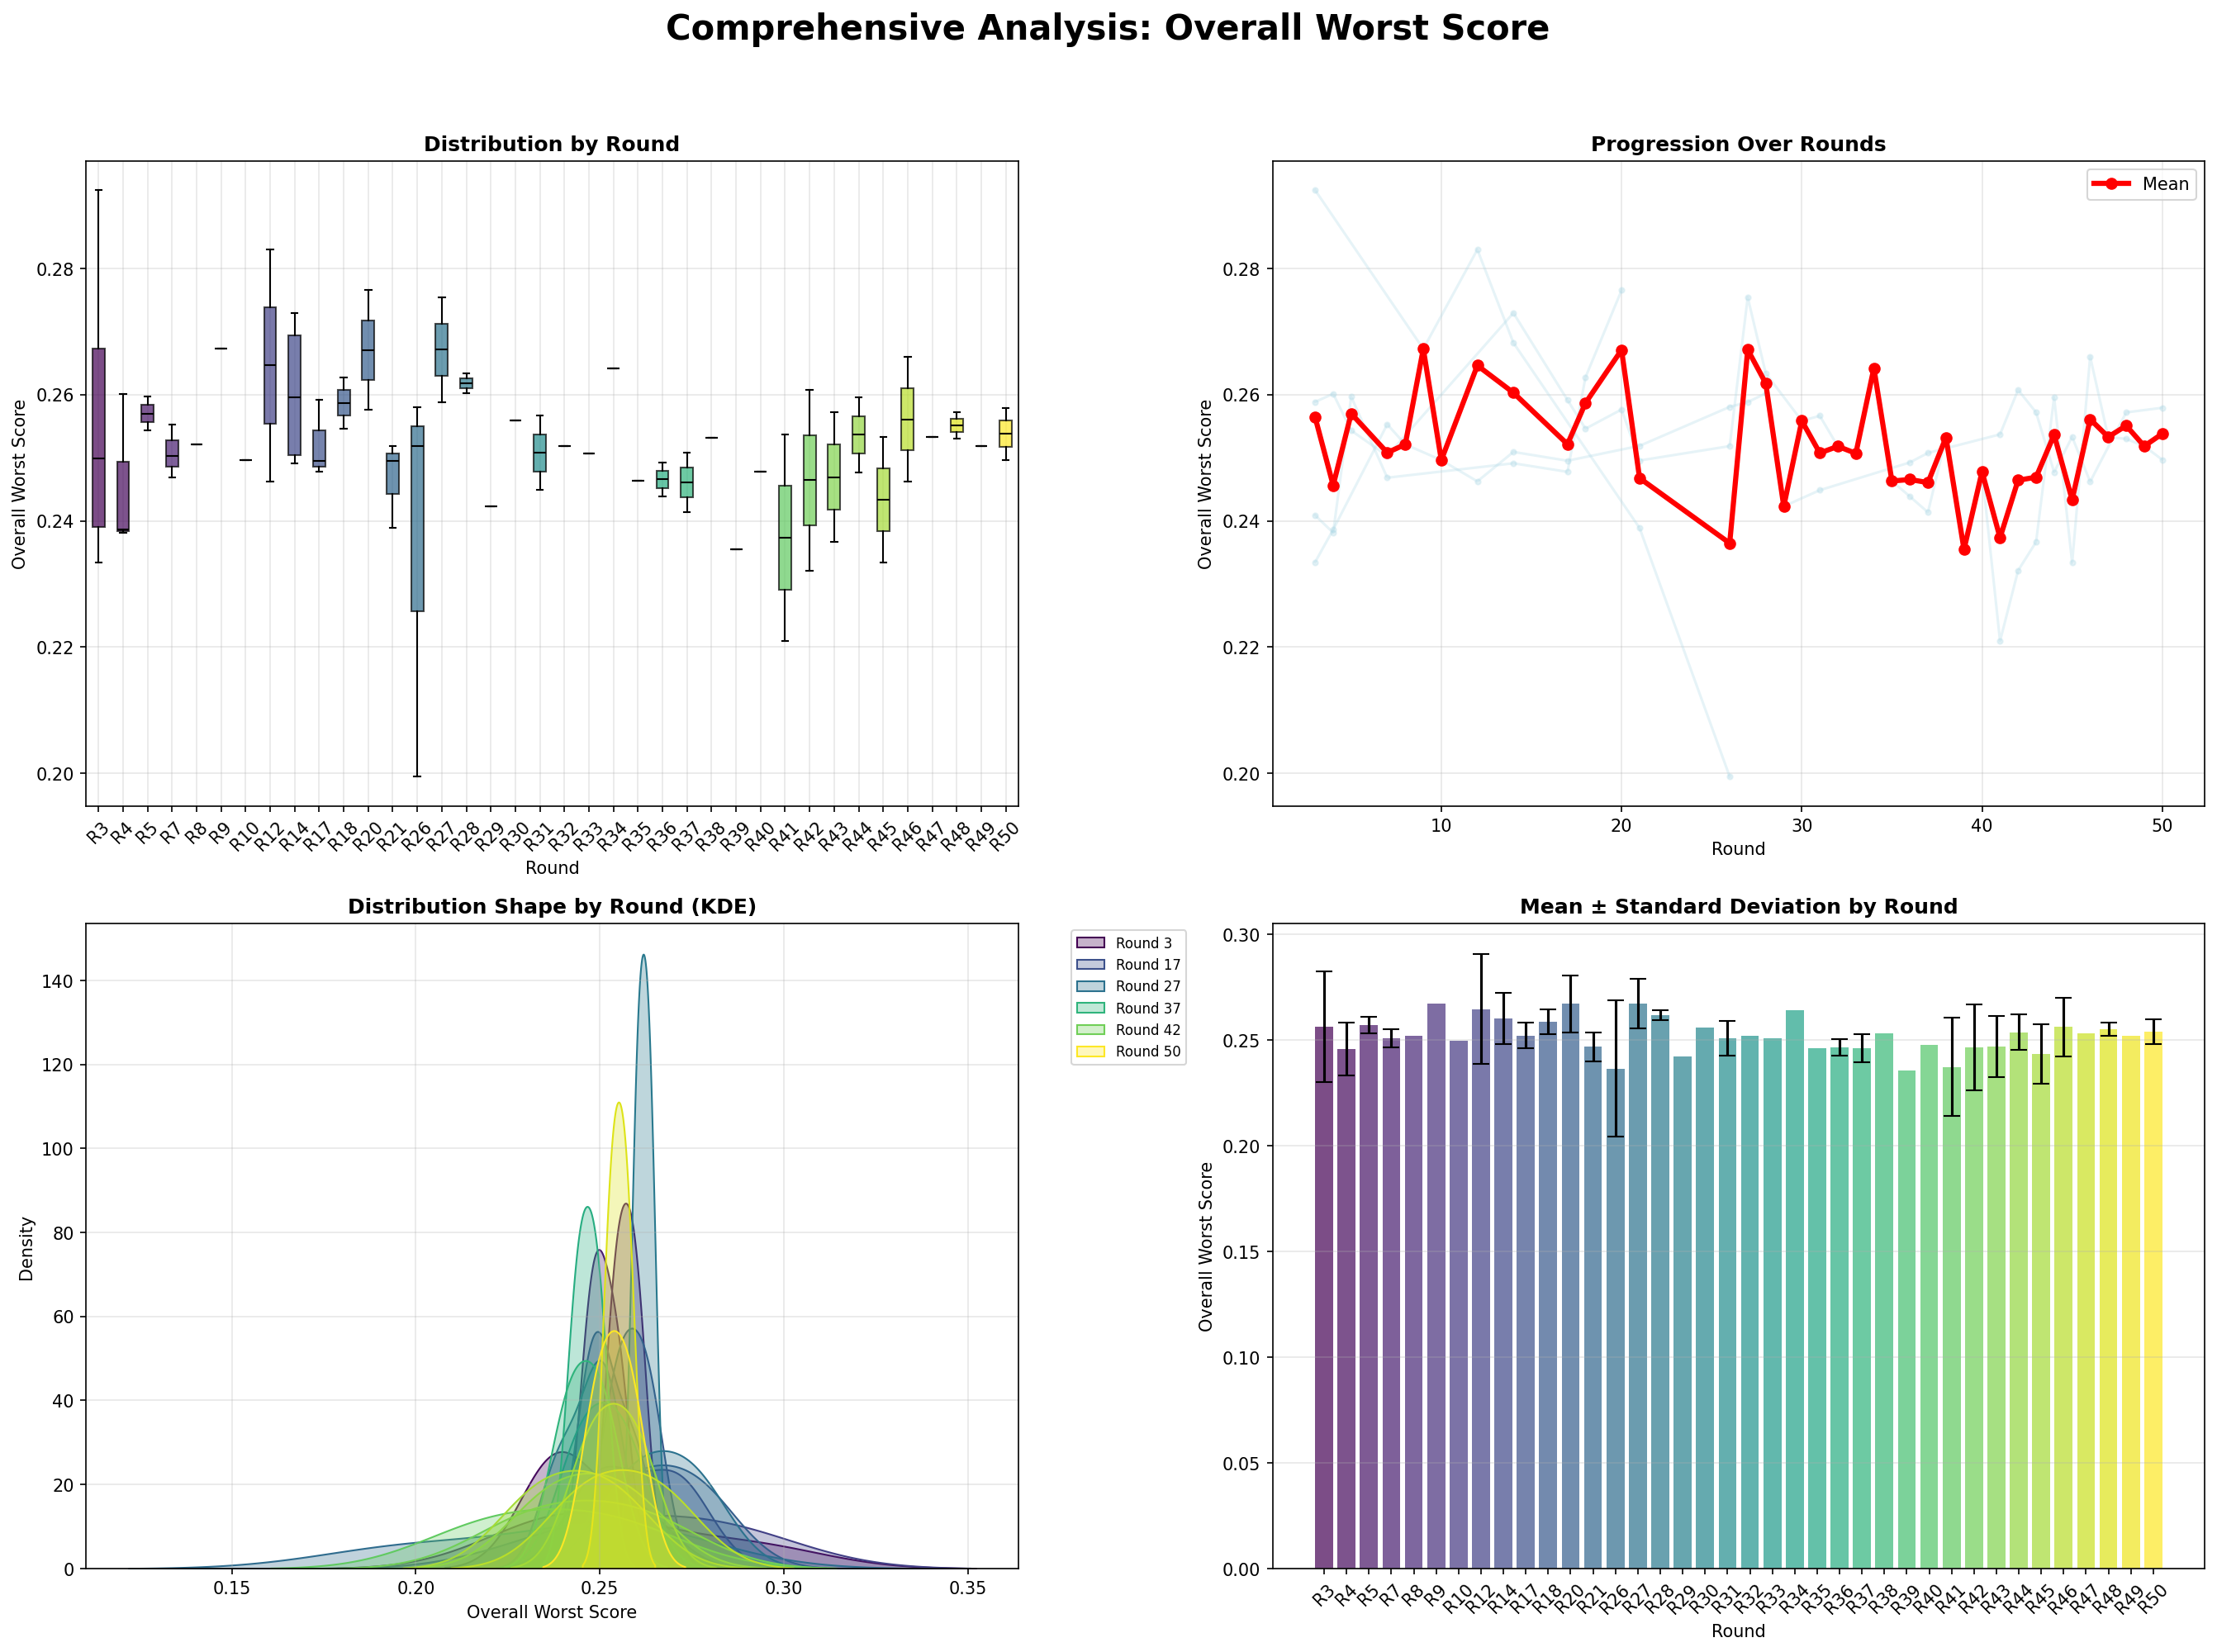 Comprehensive Analysis: Overall Worst Score
Distribution by Round
Overall Worst Score
0.28
0.26
0.24
0.22
0.20
R3 R4 R5 R7 R8 R9 R10 R12 R14 R17 R18 R20 R21 R26 R27 R28 R29 R30 R31 R32 R33 R34 R35 R36 R37 R38 R39 R40 R41 R42 R43 R44 R45 R46 R47 R48 R49 R50
Round
Progression Over Rounds
Mean
Overall Worst Score
0.28
0.26
0.24
0.22
0.20
10 20 30 40 50
Round
Distribution Shape by Round (KDE)
Density
140
120
100
80
60
40
20
0
0.15 0.20 0.25 0.30 0.35
Overall Worst Score
Round 3
Round 17
Round 27
Round 37
Round 42
Round 50
Mean ± Standard Deviation by Round
Overall Worst Score
0.30
0.25
0.20
0.15
0.10
0.05
0.00
R3 R4 R5 R7 R8 R9 R10 R12 R14 R17 R18 R20 R21 R26 R27 R28 R29 R30 R31 R32 R33 R34 R35 R36 R37 R38 R39 R40 R41 R42 R43 R44 R45 R46 R47 R48 R49 R50
Round